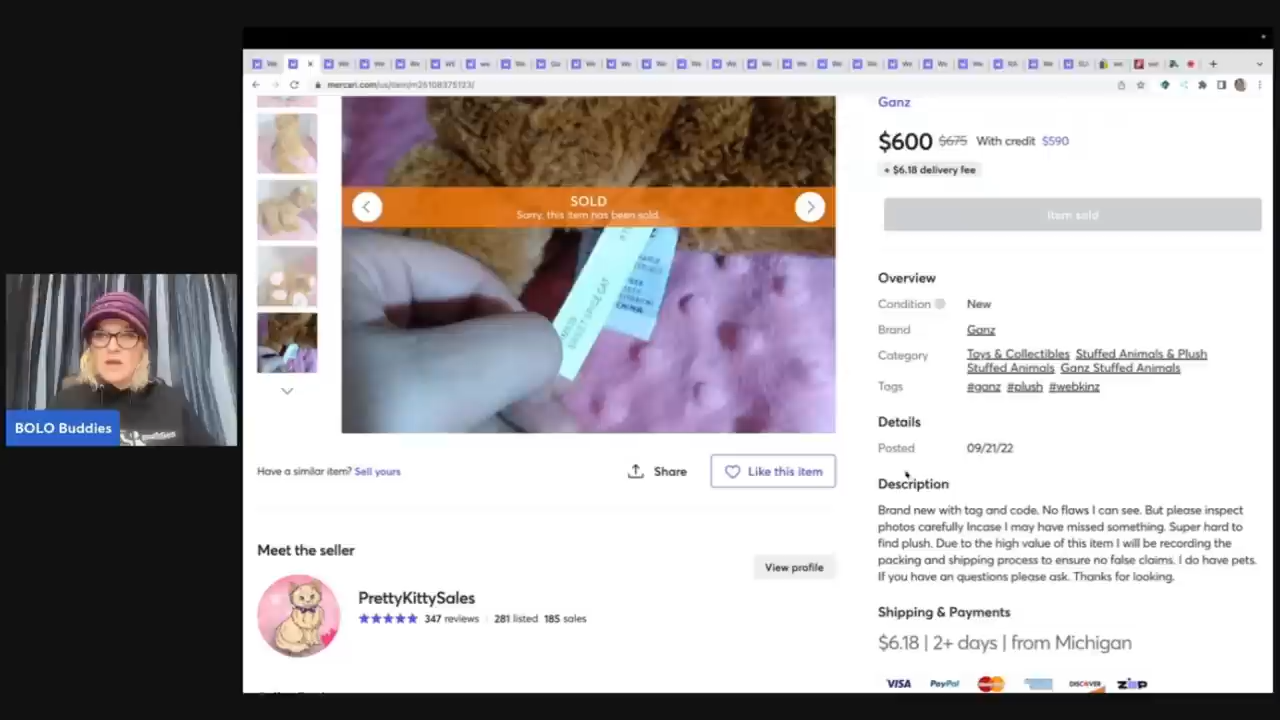 mercari.com/us/item/m25108375123/
Ganz
$600 $675 With credit $590
+ $6.18 delivery fee
SOLD
Sorry, this item has been sold.
Item sold
Overview
Condition New
Brand Ganz
Category Toys & Collectibles Stuffed Animals & Plush
Stuffed Animals Ganz Stuffed Animals
Tags #ganz #plush #webkinz
CHINA
BOLO Buddies
Details
Posted 09/21/22
Have a similar item? Sell yours
Share
Like this item
Description
Brand new with tag and code. No flaws I can see. But please inspect
photos carefully Incase I may have missed something. Super hard to
find plush. Due to the high value of this item I will be recording the
packing and shipping process to ensure no false claims. I do have pets.
If you have an questions please ask. Thanks for looking.
Meet the seller
View profile
PrettyKittySales
347 reviews 281 listed 185 sales
Shipping & Payments
$6.18 | 2+ days | from Michigan
VISA PayPal DISCOVER ZIP